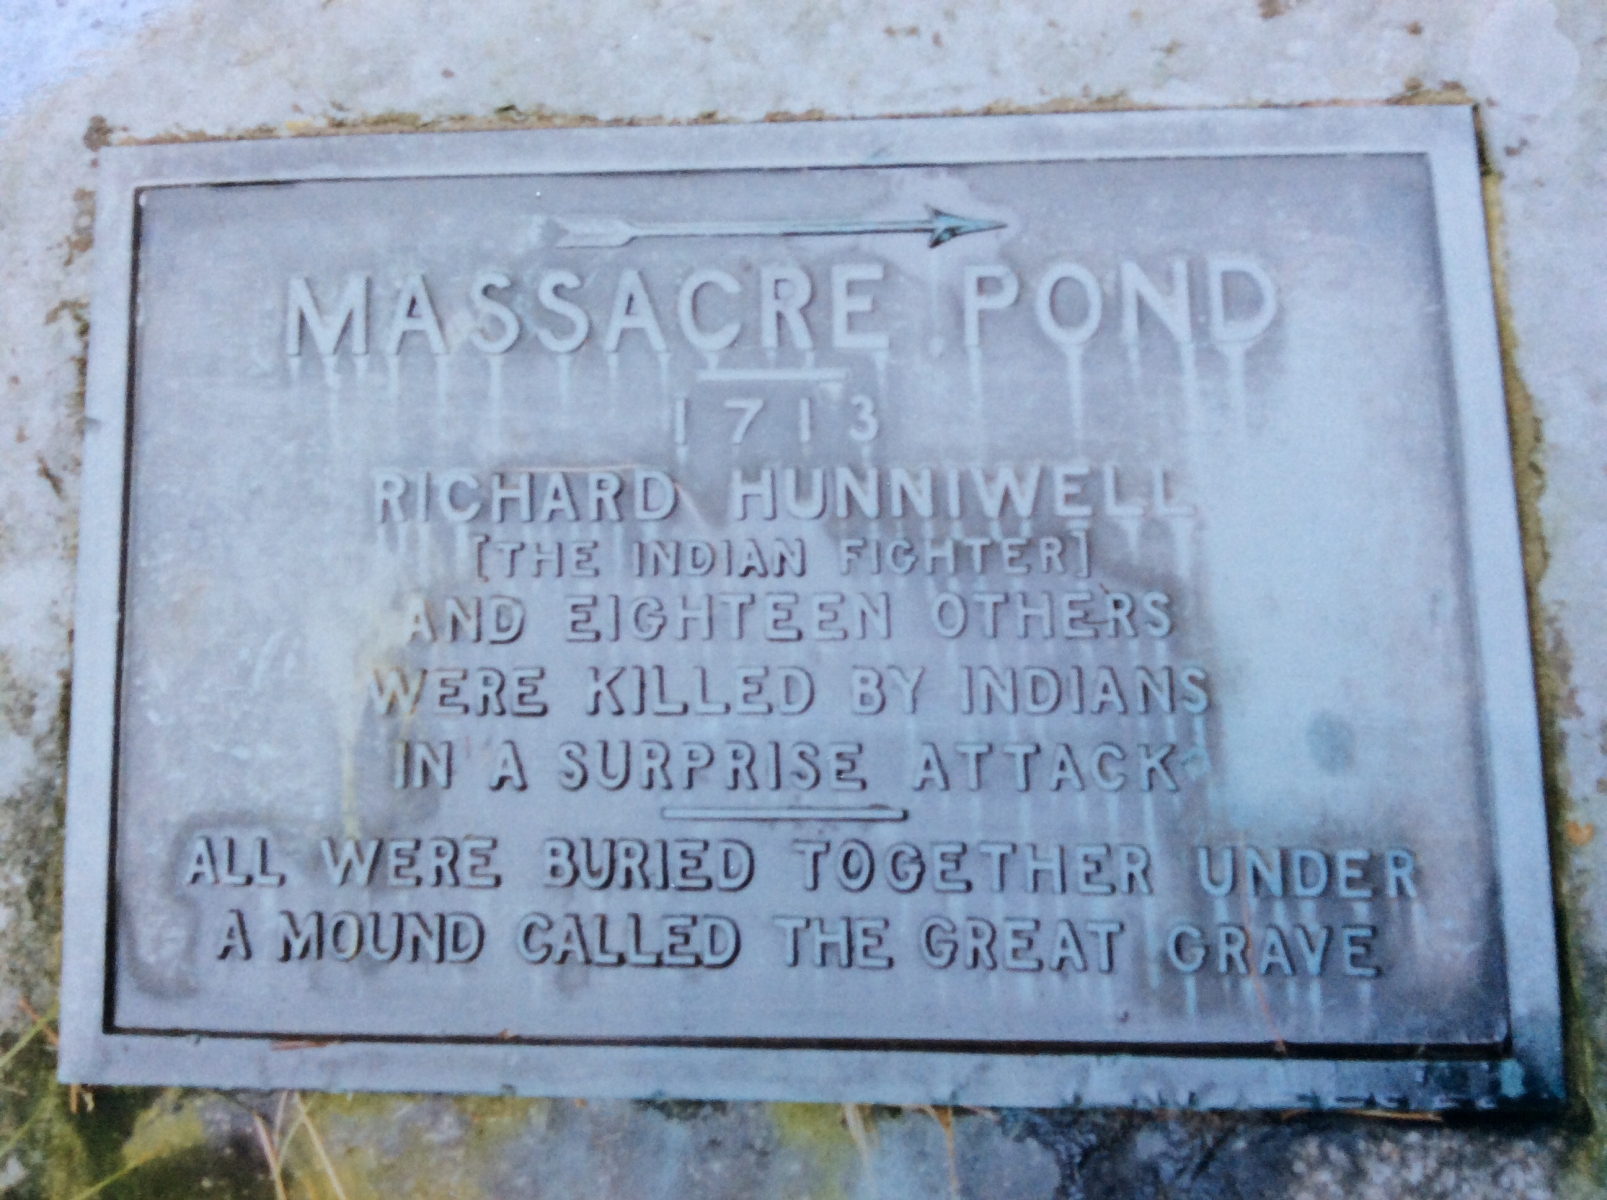 MASSACRE POND
1713
RICHARD HUNNIWELL
[THE INDIAN FIGHTER]
AND EIGHTEEN OTHERS
WERE KILLED BY INDIANS
IN A SURPRISE ATTACK
ALL WERE BURIED TOGETHER UNDER
A MOUND CALLED THE GREAT GRAVE